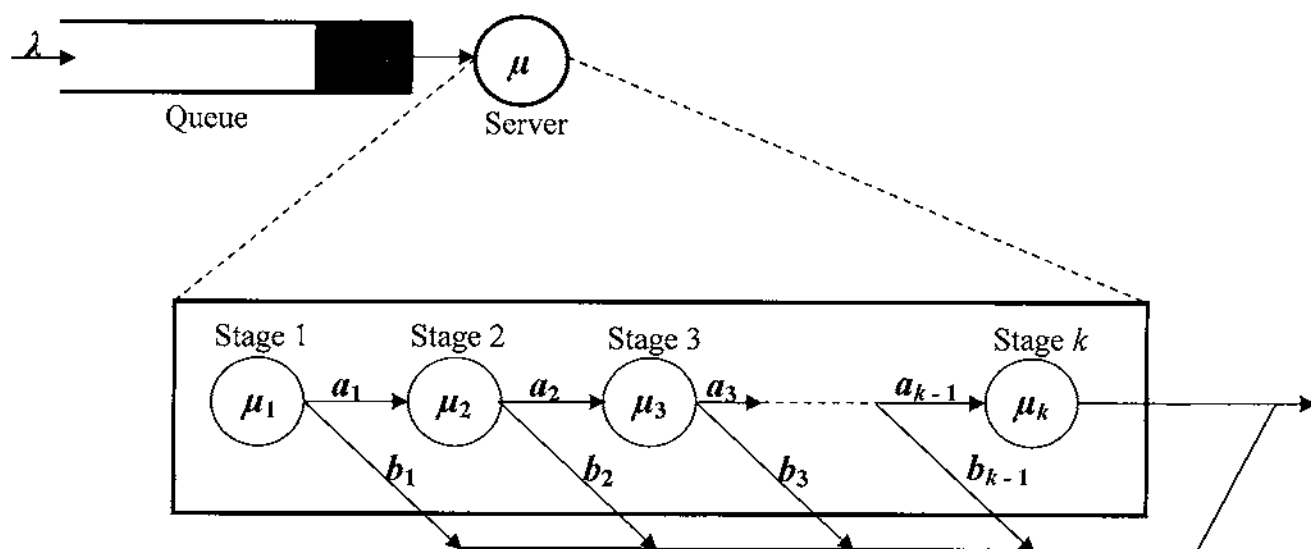 λ
μ
Queue
Server
Stage 1 Stage 2 Stage 3 Stage k
μ1 a1 μ2 a2 μ3 a3 ak-1 μk
b1 b2 b3 bk-1